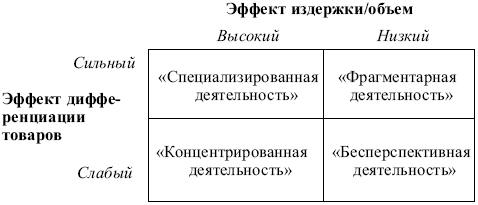 Эффект издержки/объем
Высокий Низкий
Сильный
«Специализированная
деятельность»
«Фрагментарная
деятельность»
Эффект диффе-
ренциации
товаров
Слабый
«Концентрированная
деятельность»
«Бесперспективная
деятельность»